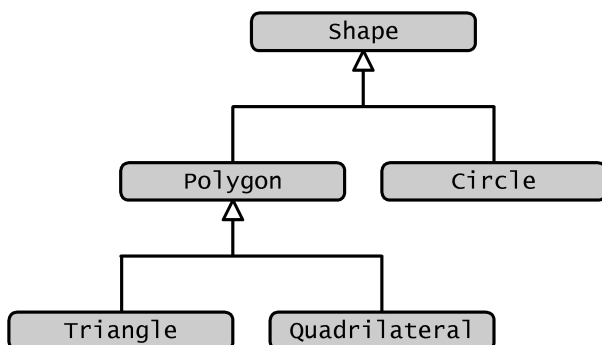 Shape
Polygon
Circle
Triangle
Quadrilateral